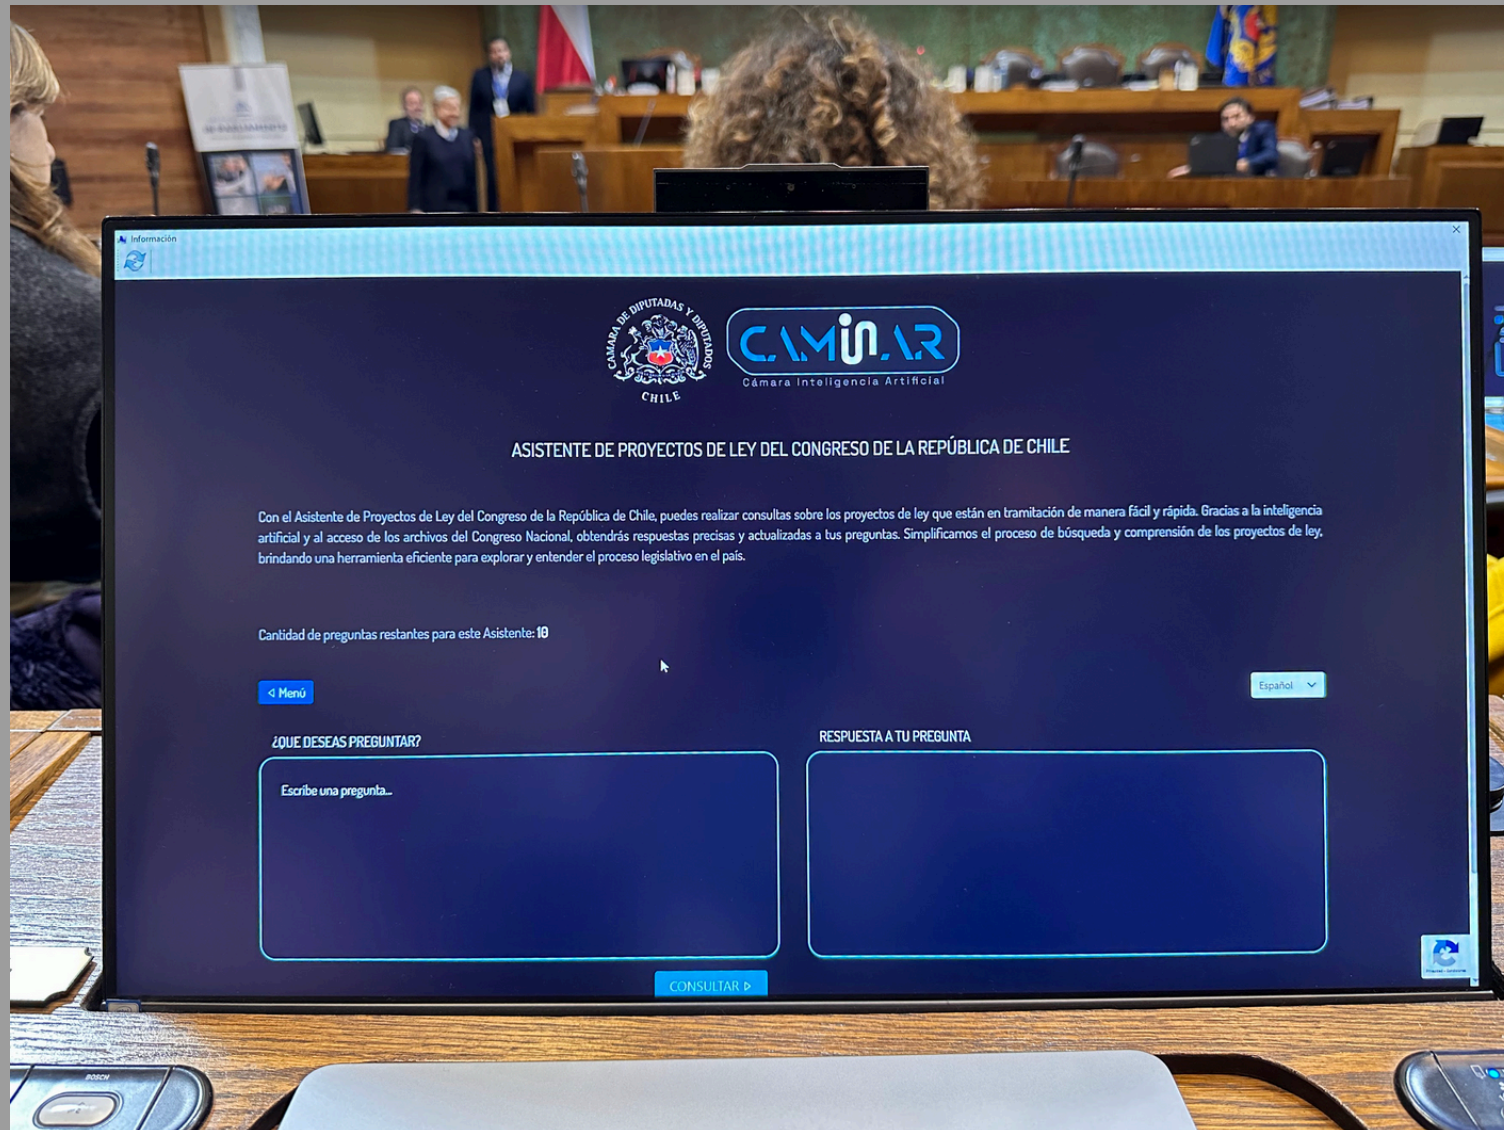 Información
CAMARA DE DIPUTADAS Y DIPUTADOS
CHILE
CAMINAR
Cámara Inteligencia Artificial
ASISTENTE DE PROYECTOS DE LEY DEL CONGRESO DE LA REPÚBLICA DE CHILE
Con el Asistente de Proyectos de Ley del Congreso de la República de Chile, puedes realizar consultas sobre los proyectos de ley que están en tramitación de manera fácil y rápida. Gracias a la inteligencia
artificial y al acceso de los archivos del Congreso Nacional, obtendrás respuestas precisas y actualizadas a tus preguntas. Simplificamos el proceso de búsqueda y comprensión de los proyectos de ley,
brindando una herramienta eficiente para explorar y entender el proceso legislativo en el país.
Cantidad de preguntas restantes para este Asistente: 10
Menú
Español
¿QUE DESEAS PREGUNTAR?
RESPUESTA A TU PREGUNTA
Escribe una pregunta...
CONSULTAR
BOSCH